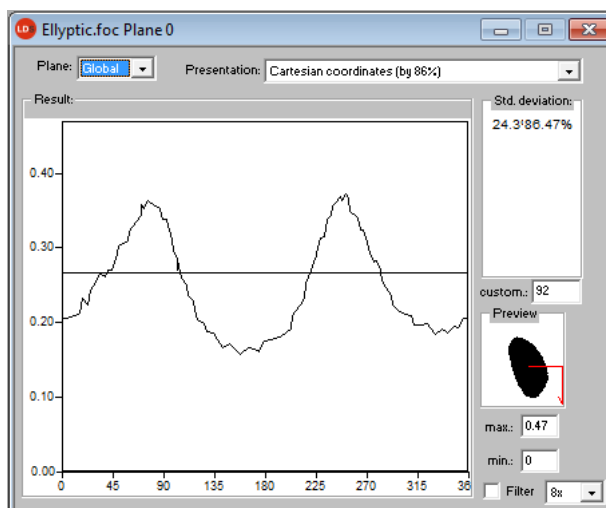 LD
Ellyptic.foc Plane 0
Plane: Global
Presentation: Cartesian coordinates (by 86%)
Result:
Std. deviation:
24.3'86.47%
0.40
0.30
0.20
0.10
0.00
0 45 90 135 180 225 270 315 36
custom.: 92
Preview
y
max.: 0.47
min.: 0
Filter 8x